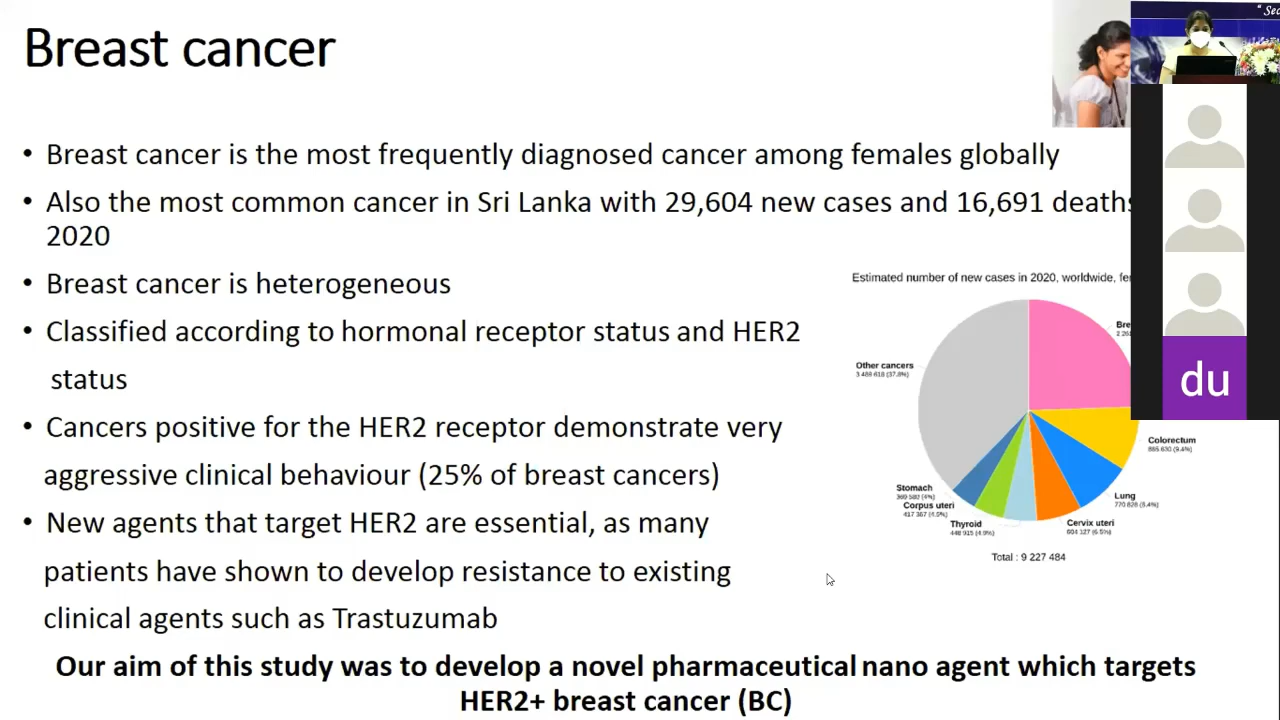 Breast cancer
" Sec
• Breast cancer is the most frequently diagnosed cancer among females globally
• Also the most common cancer in Sri Lanka with 29,604 new cases and 16,691 deaths
2020
• Breast cancer is heterogeneous
• Classified according to hormonal receptor status and HER2
status
• Cancers positive for the HER2 receptor demonstrate very
aggressive clinical behaviour (25% of breast cancers)
• New agents that target HER2 are essential, as many
patients have shown to develop resistance to existing
clinical agents such as Trastuzumab
Our aim of this study was to develop a novel pharmaceutical nano agent which targets
HER2+ breast cancer (BC)
du
Estimated number of new cases in 2020, worldwide,
Bre
Other cancers
3 489 618 (37.8%)
Colorectum
865 630 (9.4%)
Lung
770 828 (8.4%)
Cervix uteri
604 127 (6.5%)
Thyroid
448 915 (4.9%)
Corpus uteri
417 367 (4.5%)
Stomach
369 580 (4%)
Total : 9 227 484